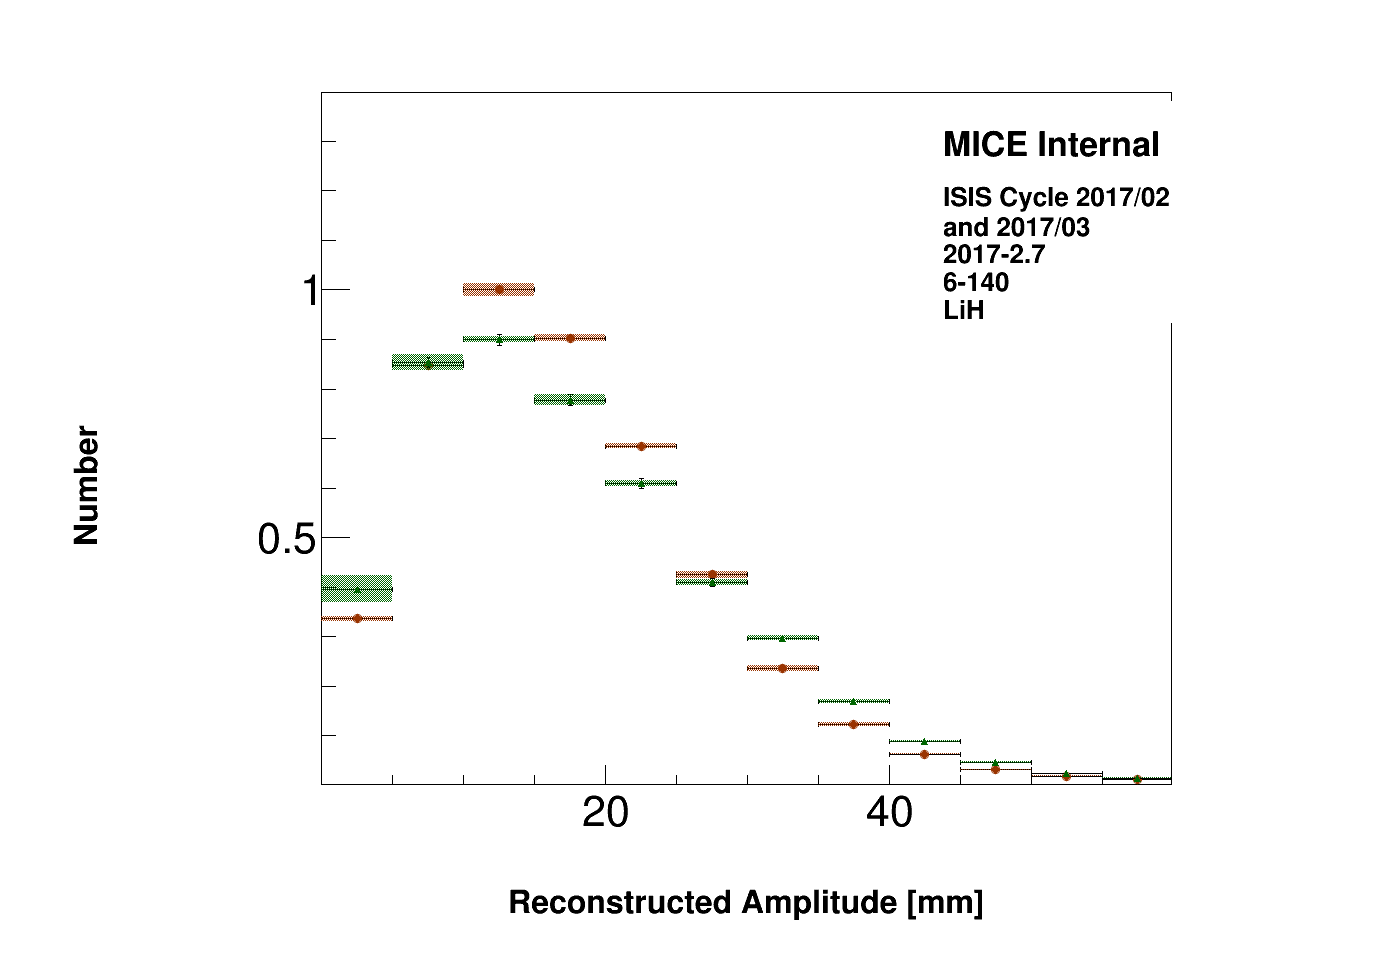 MICE Internal
ISIS Cycle 2017/02
and 2017/03
2017-2.7
6-140
LiH
1
0.5
20 40
Number
Reconstructed Amplitude [mm]